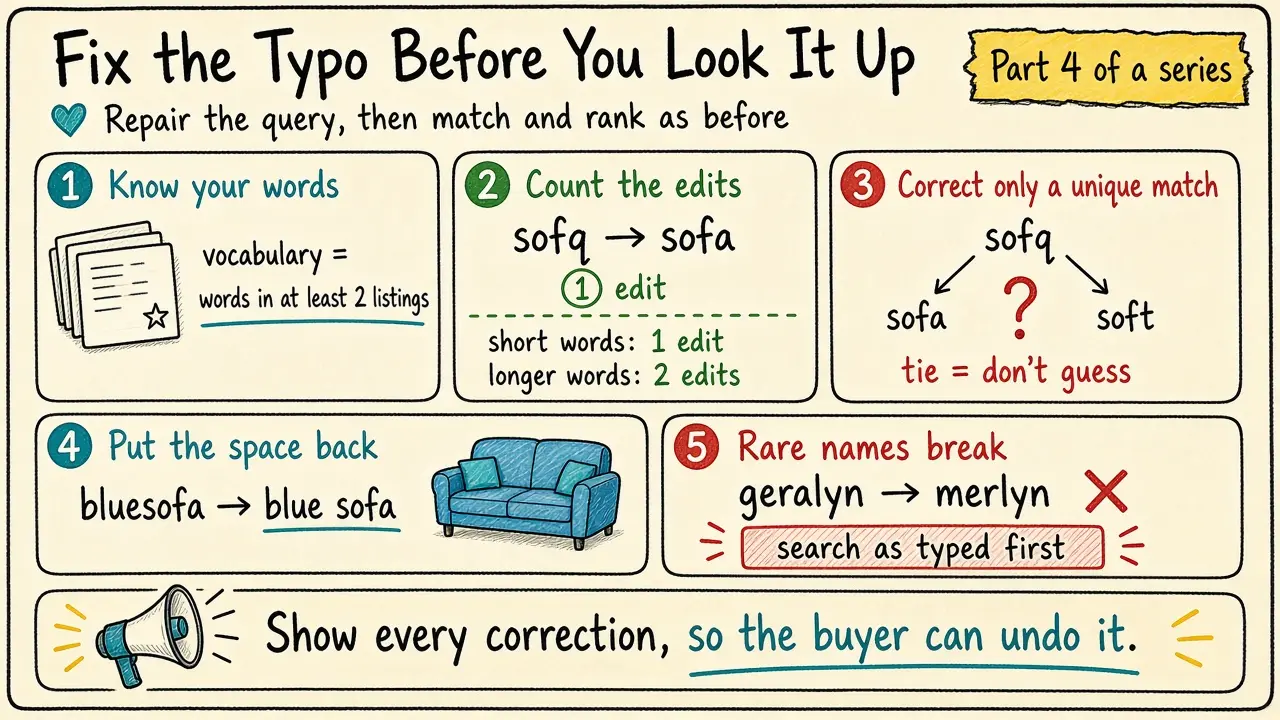 Fix the Typo Before You Look It Up
Part 4 of a series
Repair the query, then match and rank as before
1 Know your words
vocabulary =
words in at least 2 listings
2 Count the edits
sofq → sofa
1 edit
short words: 1 edit
longer words: 2 edits
3 Correct only a unique match
sofq
?
sofa soft
tie = don't guess
4 Put the space back
bluesofa → blue sofa
5 Rare names break
geralyn → merlyn
search as typed first
Show every correction, so the buyer can undo it.